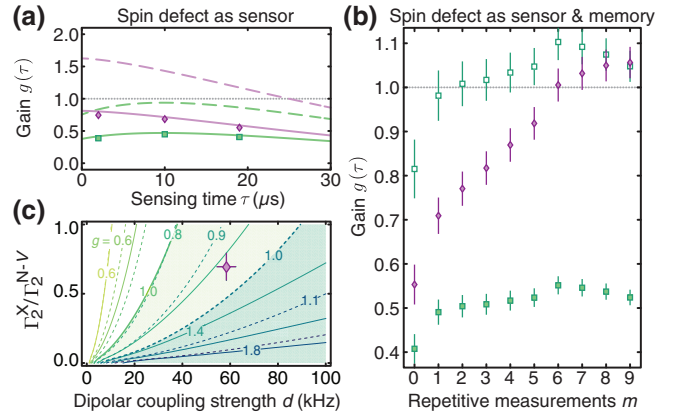 (a) Spin defect as sensor
Gain g(τ)
2.0
1.5
1.0
0.5
0.0
0 10 20 30
Sensing time τ (μs)
(b) Spin defect as sensor & memory
Gain g(τ)
1.1
1.0
0.9
0.8
0.7
0.6
0.5
0.4
0 1 2 3 4 5 6 7 8 9
Repetitive measurements m
(c)
Γ₂ˣ/Γ₂ᴺ⁻ⱽ
1.0
0.5
0.0
g = 0.6
0.6
0.8
0.9
1.0
1.0
1.1
1.4
1.8
0 20 40 60 80 100
Dipolar coupling strength d (kHz)